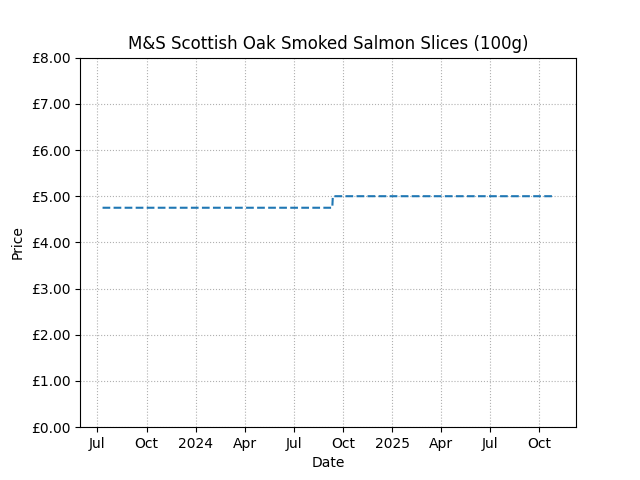 M&S Scottish Oak Smoked Salmon Slices (100g)
£8.00
£7.00
£6.00
£5.00
£4.00
£3.00
£2.00
£1.00
£0.00
Price
Jul Oct 2024 Apr Jul Oct 2025 Apr Jul Oct
Date